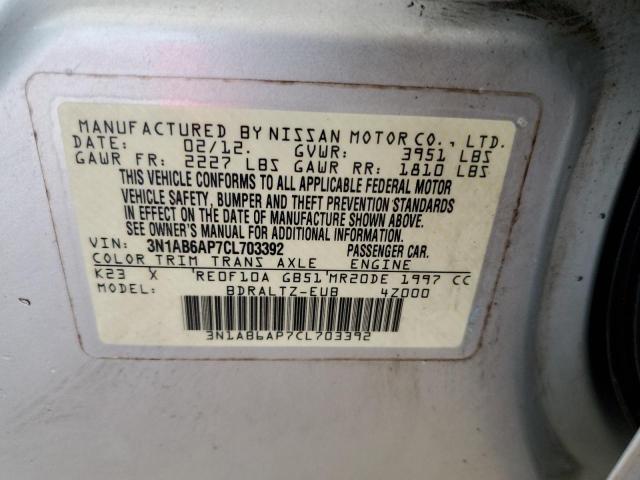 MANUFACTURED BY NISSAN MOTOR CO., LTD.
DATE: 02/12. GVWR: 3951 LBS
GAWR FR: 2227 LBS GAWR RR: 1810 LBS
THIS VEHICLE CONFORMS TO ALL APPLICABLE FEDERAL MOTOR
VEHICLE SAFETY, BUMPER AND THEFT PREVENTION STANDARDS
IN EFFECT ON THE DATE OF MANUFACTURE SHOWN ABOVE.
SEE OWNER'S MANUAL FOR ADDITIONAL INFORMATION.
VIN: 3N1AB6AP7CL703392 PASSENGER CAR.
COLOR TRIM TRANS AXLE ENGINE
K23 X 'RE0F10A GB51'MR20DE 1997 CC
MODEL: BDRALTZ-EUB 4Z000
3N1AB6AP7CL703392